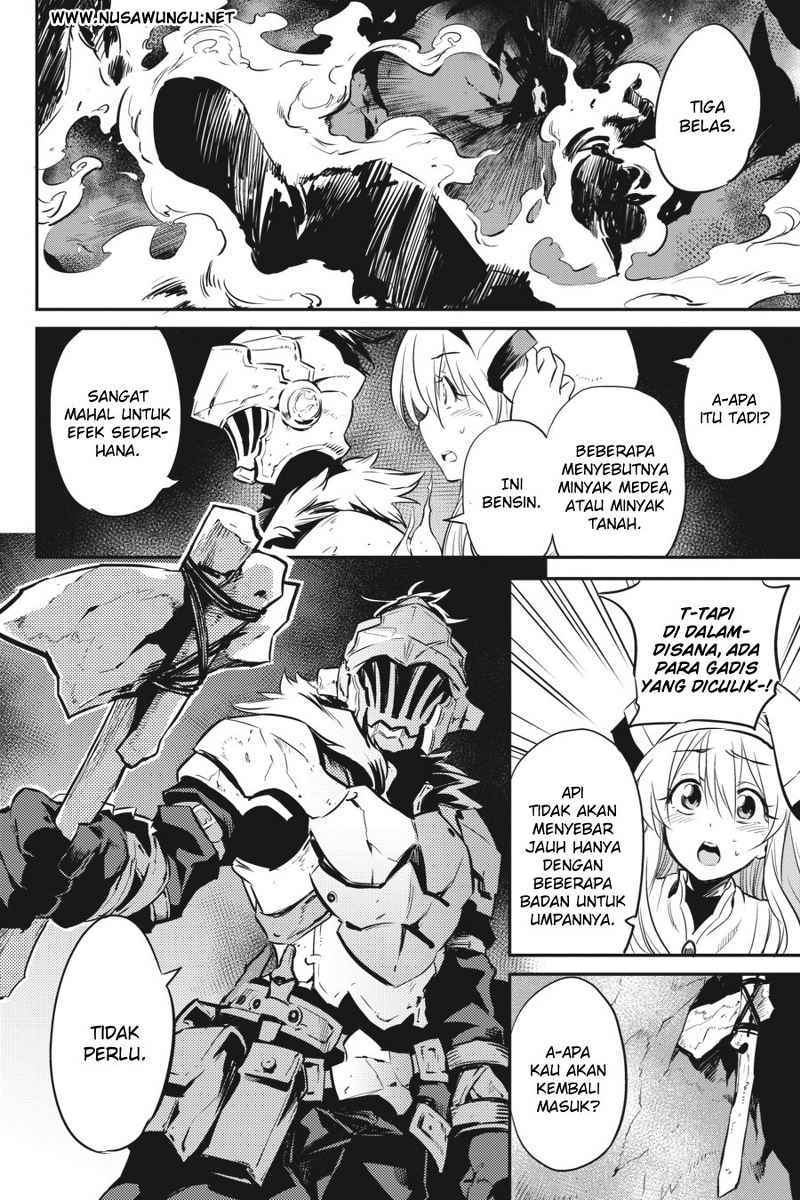 WWW.NUSAWUNGU.NET
TIGA
BELAS.
A-APA
ITU TADI?
BEBERAPA
MENYEBUTNYA
MINYAK MEDEA,
ATAU MINYAK
TANAH.
INI
BENSIN.
SANGAT
MAHAL UNTUK
EFEK SEDER-
HANA.
T-TAPI
DI DALAM-
DISANA, ADA
PARA GADIS
YANG DICULIK-!
API
TIDAK AKAN
MENYEBAR
JAUH HANYA
DENGAN
BEBERAPA
BADAN UNTUK
UMPANNYA.
A-APA
KAU AKAN
KEMBALI
MASUK?
TIDAK
PERLU.